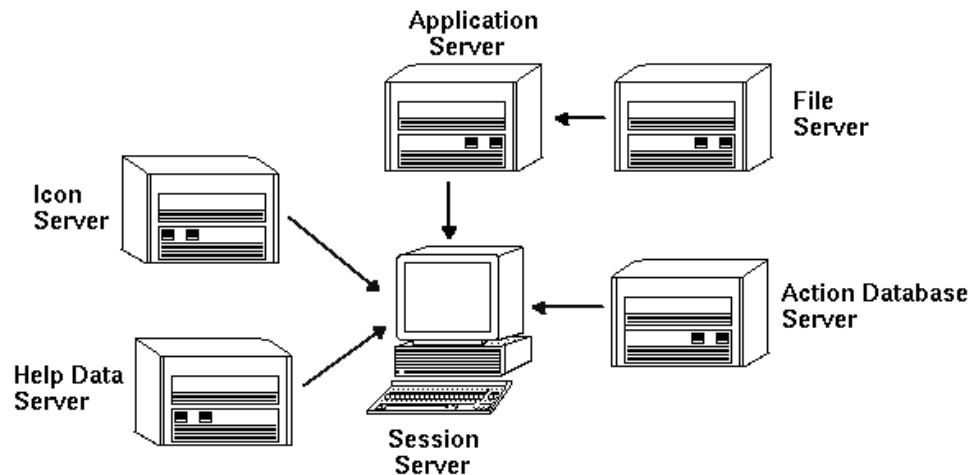 Application
Server
File
Server
Icon
Server
Action Database
Server
Help Data
Server
Session
Server